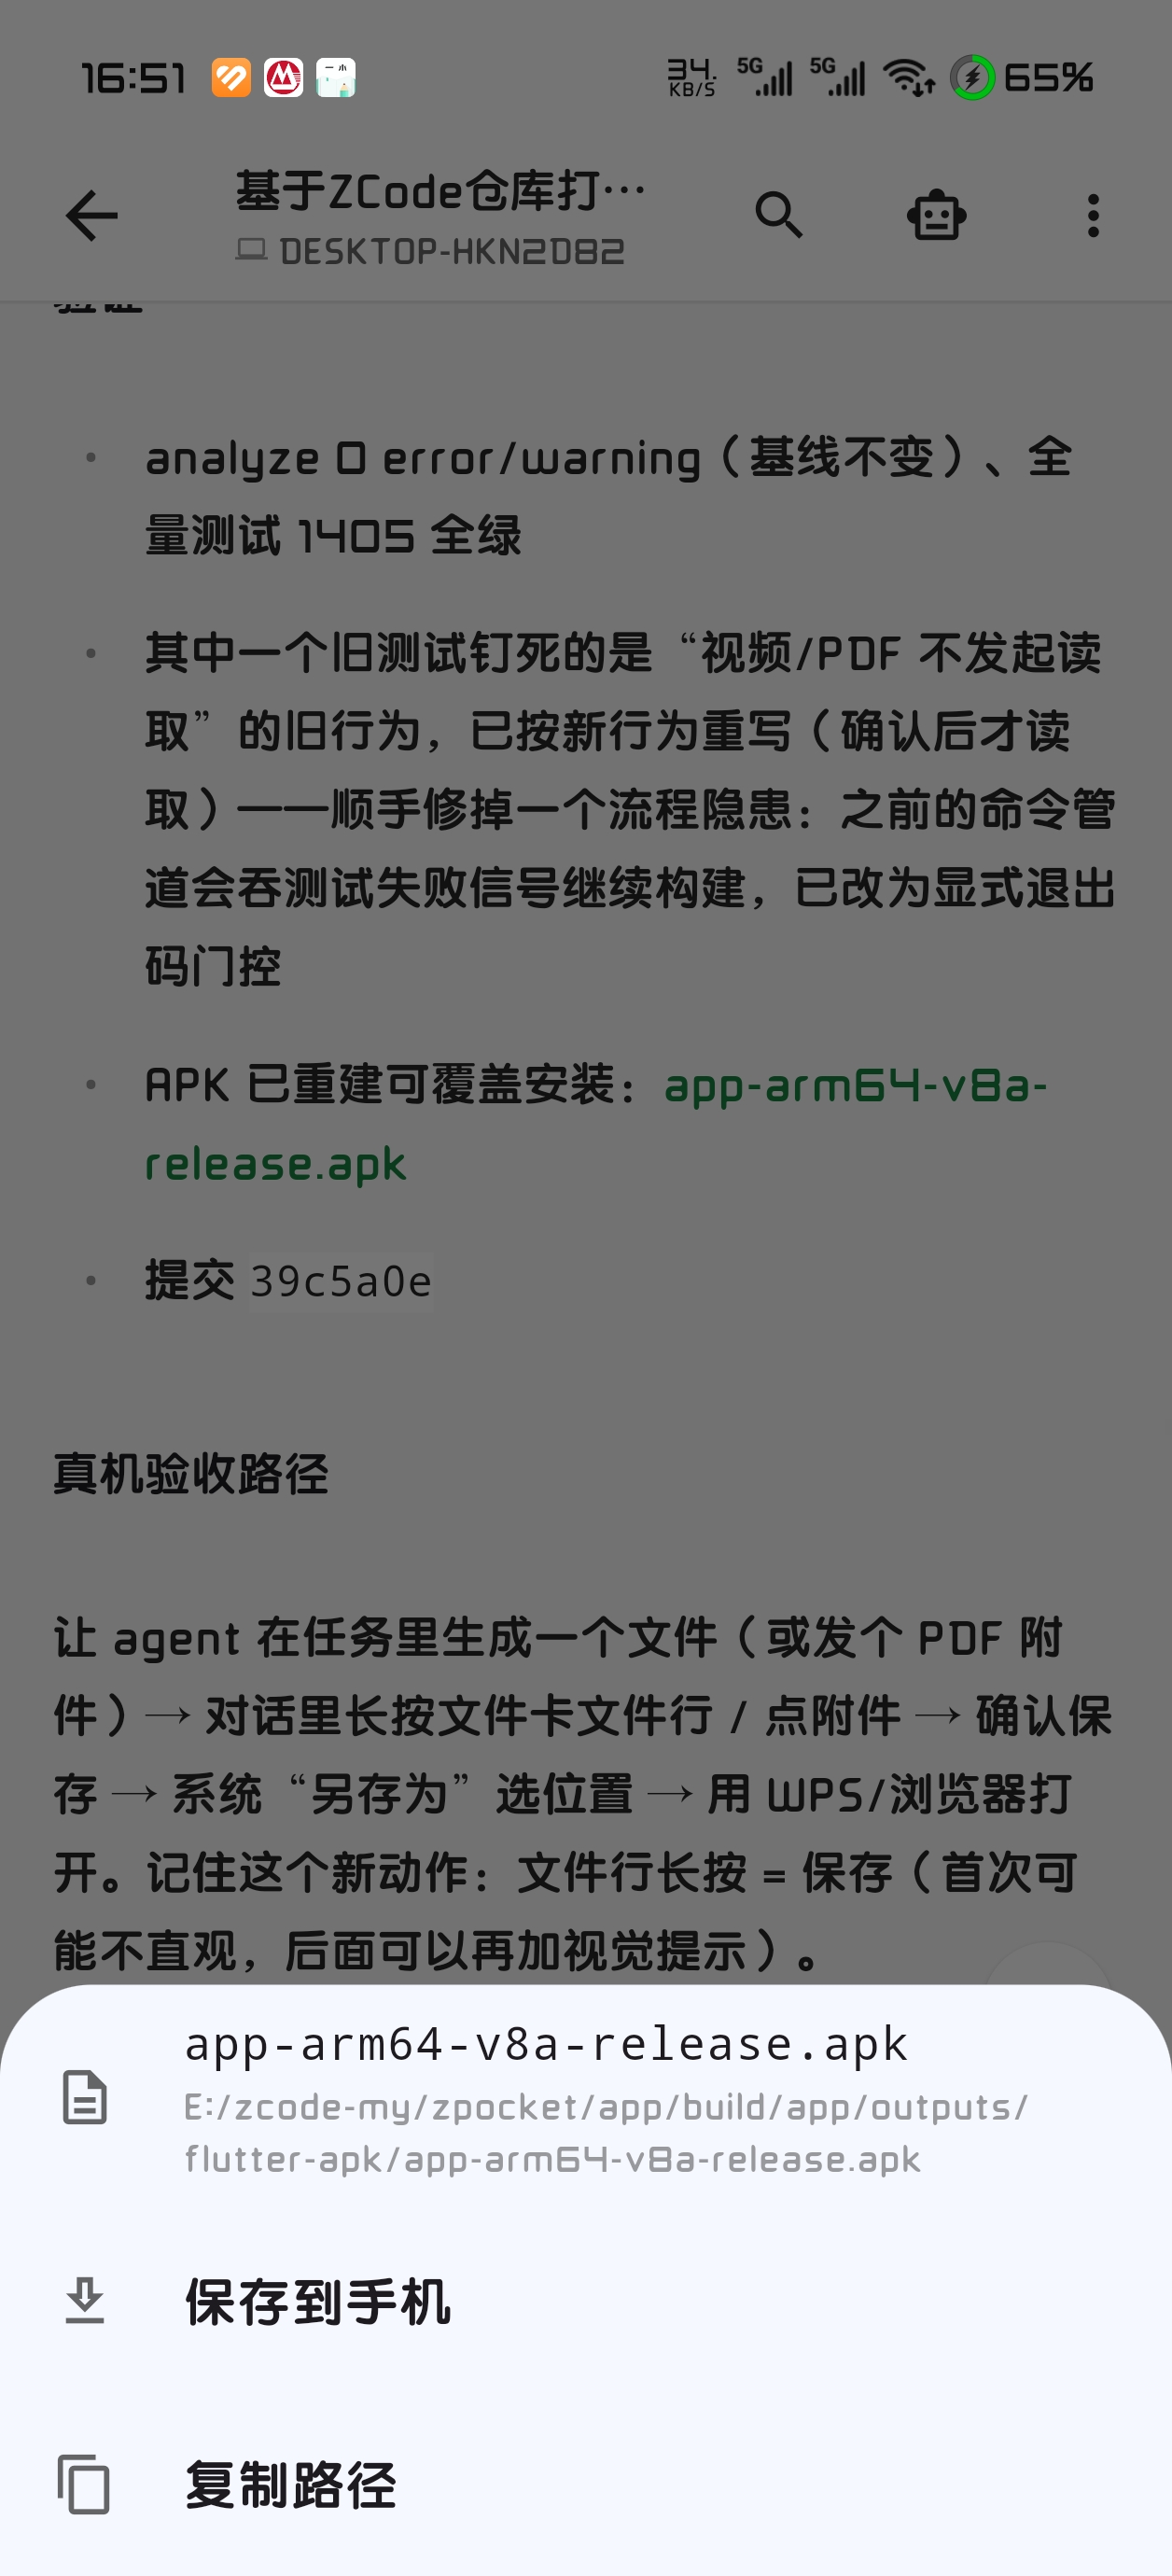 16:51
34. KB/S 5G 5G 65%
基于ZCode仓库打…
DESKTOP-HKN2D82
验证
analyze 0 error/warning（基线不变）、全
量测试 1405 全绿
其中一个旧测试钉死的是“视频/PDF 不发起读
取”的旧行为，已按新行为重写（确认后才读
取）——顺手修掉一个流程隐患：之前的命令管
道会吞测试失败信号继续构建，已改为显式退出
码门控
APK 已重建可覆盖安装：app-arm64-v8a-
release.apk
提交 39c5a0e
真机验收路径
让 agent 在任务里生成一个文件（或发个 PDF 附
件）→ 对话里长按文件卡文件行 / 点附件 → 确认保
存 → 系统“另存为”选位置 → 用 WPS/浏览器打
开。记住这个新动作：文件行长按 = 保存（首次可
能不直观，后面可以再加视觉提示）。
app-arm64-v8a-release.apk
E:/zcode-my/zpocket/app/build/app/outputs/
flutter-apk/app-arm64-v8a-release.apk
保存到手机
复制路径